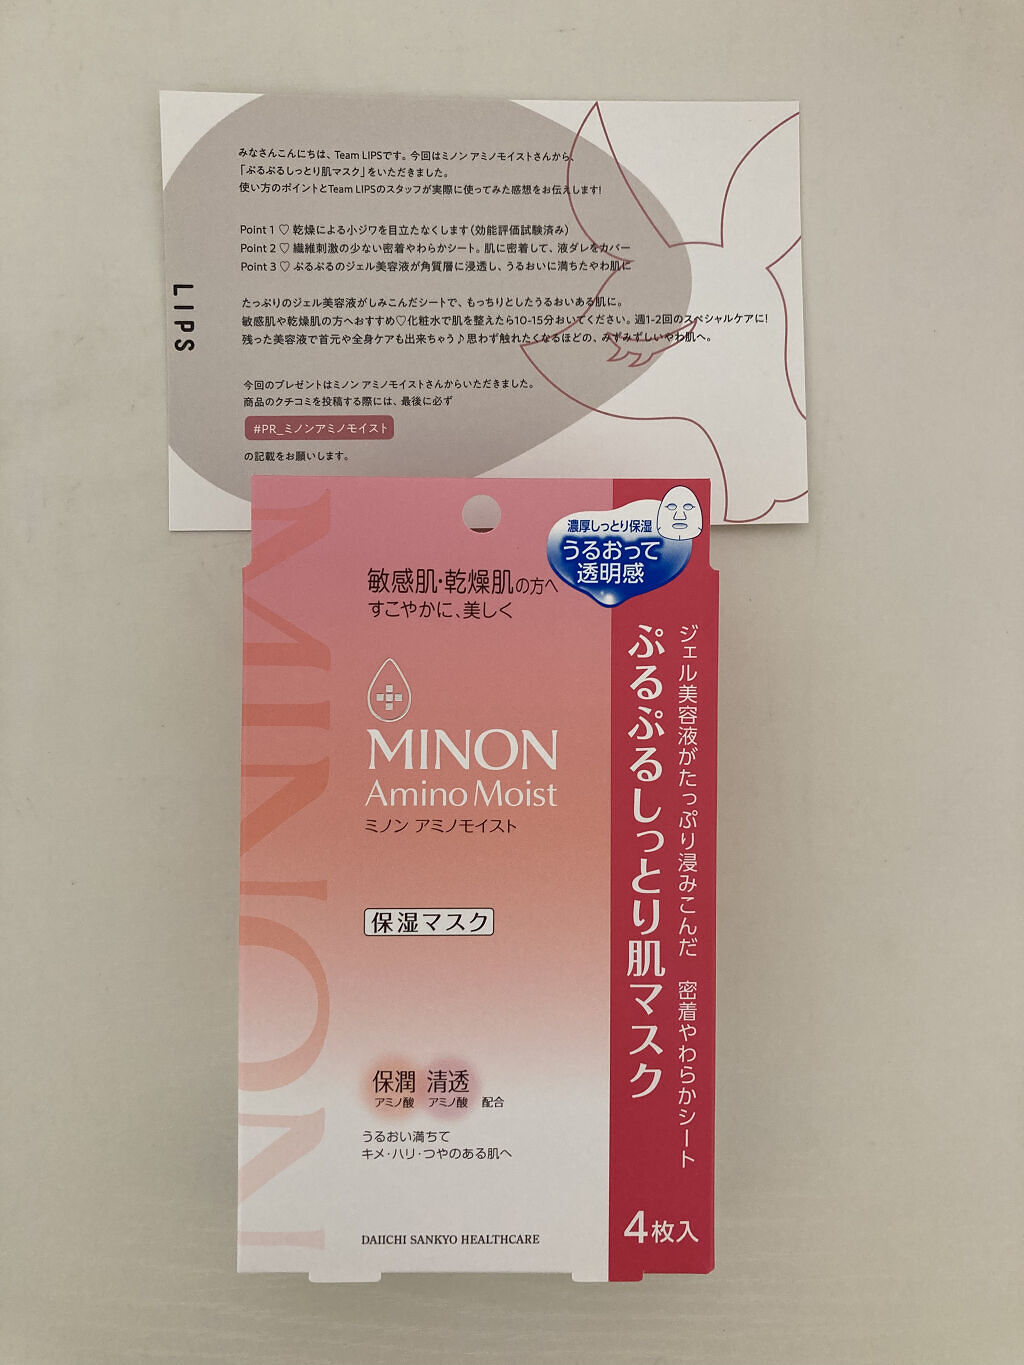 みなさんこんにちは、Team LIPSです。今回はミノン アミノモイストさんから、
「ぷるぷるしっとり肌マスク」をいただきました。
使い方のポイントとTeam LIPSのスタッフが実際に使ってみた感想をお伝えします!
Point 1 ♡ 乾燥による小ジワを目立たなくします(効能評価試験済み)
Point 2 ♡ 繊維刺激の少ない密着やわらかシート。肌に密着して、液ダレをカバー
Point 3 ♡ ぷるぷるのジェル美容液が角質層に浸透し、うるおいに満ちたやわ肌に
たっぷりのジェル美容液がしみこんだシートで、もっちりとしたうるおいある肌に。
敏感肌や乾燥肌の方へおすすめ♡化粧水で肌を整えたら10-15分おいてください。週1-2回のスペシャルケアに!
残った美容液で首元や全身ケアも出来ちゃう♪思わず触れたくなるほどの、みずみずしいやわ肌へ。
今回のプレゼントはミノン アミノモイストさんからいただきました。
商品のクチコミを投稿する際には、最後に必ず
#PR_ミノンアミノモイスト
の記載をお願いします。
LIPS
MINON
濃厚しっとり保湿
うるおって
透明感
敏感肌・乾燥肌の方へ
すこやかに、美しく
MINON
Amino Moist
ミノン アミノモイスト
保湿マスク
保潤 清透
アミノ酸 アミノ酸 配合
うるおい満ちて
キメ・ハリ・つやのある肌へ
DAIICHI SANKYO HEALTHCARE
ジェル美容液がたっぷり浸みこんだ 密着やわらかシート
ぷるぷるしっとり肌マスク
4枚入